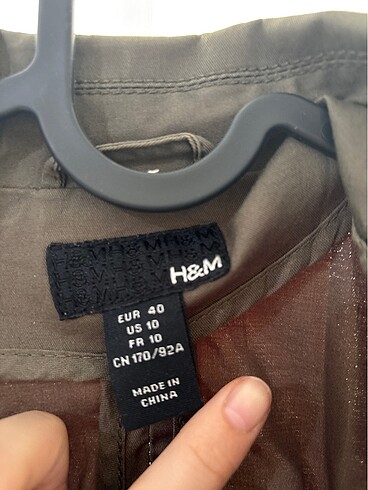 H&M
EUR 40
US 10
FR 10
CN 170/92A
MADE IN
CHINA